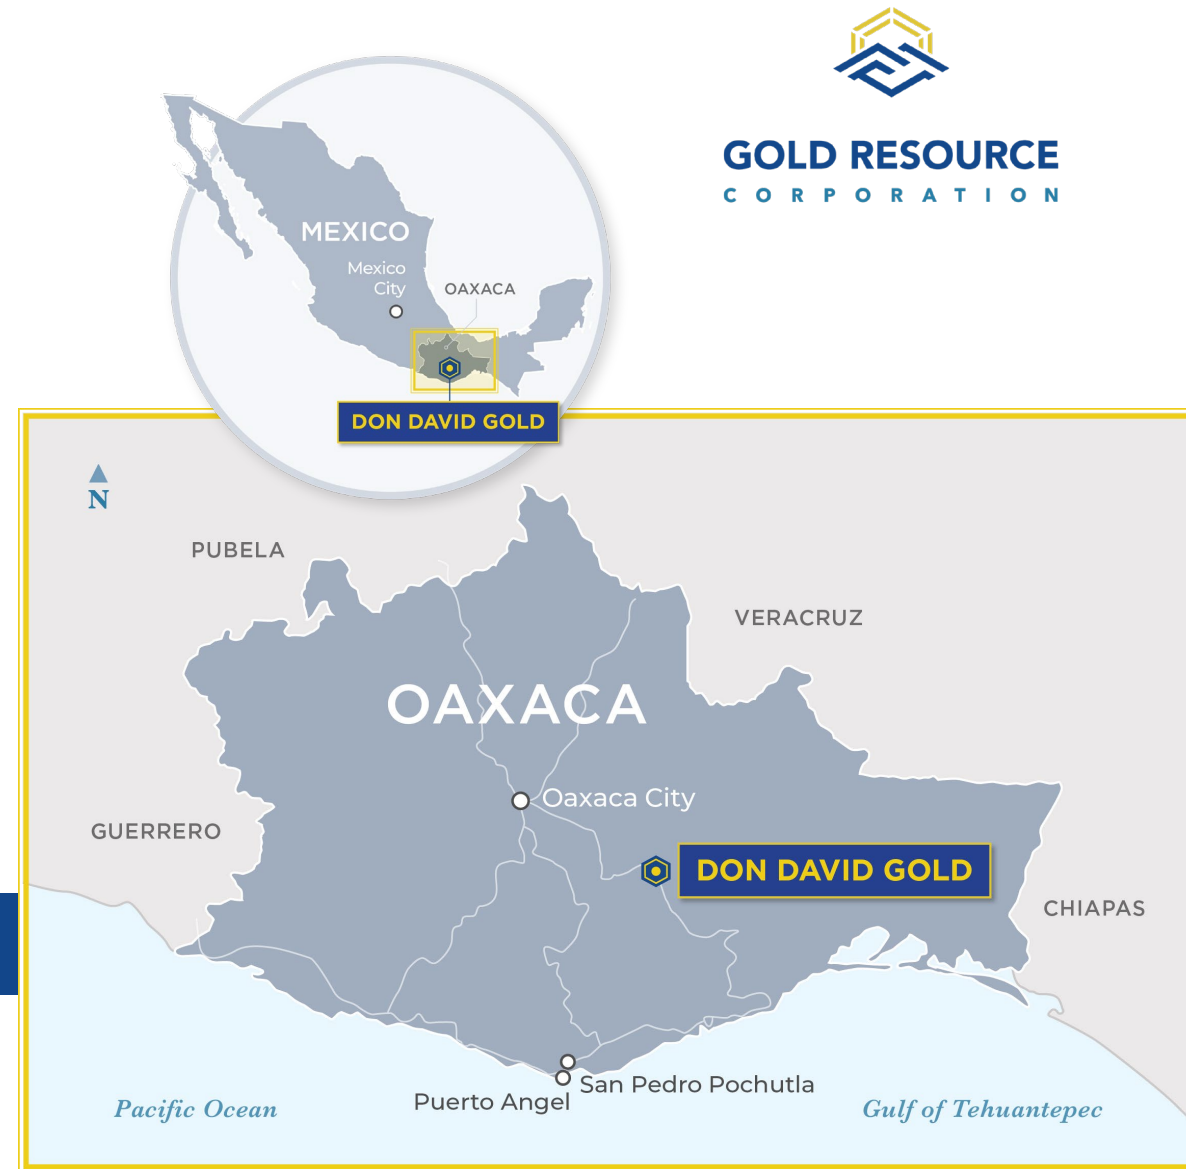 GOLD RESOURCE
CORPORATION
MEXICO
Mexico
City
OAXACA
DON DAVID GOLD
N
PUBELA
VERACRUZ
OAXACA
Oaxaca City
GUERRERO
DON DAVID GOLD
CHIAPAS
San Pedro Pochutla
Puerto Angel
Pacific Ocean
Gulf of Tehuantepec